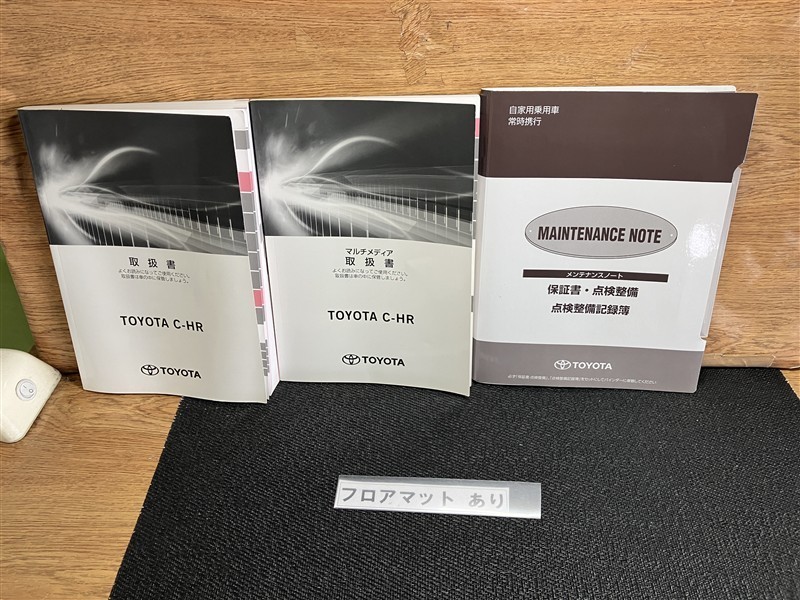 取扱書
よくお読みになってご使用ください。
取扱書は車の中に保管しましょう。
TOYOTA C-HR
TOYOTA
マルチメディア
取扱書
よくお読みになってご使用ください。
取扱書は車の中に保管しましょう。
TOYOTA C-HR
TOYOTA
自家用乗用車
常時携行
MAINTENANCE NOTE
メンテナンスノート
保証書・点検整備
点検整備記録簿
TOYOTA
フロアマット あり